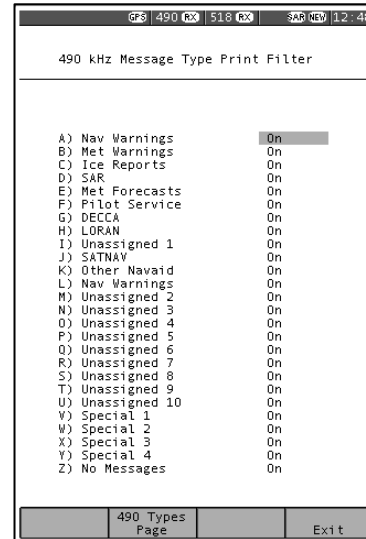 GPS 490 RX 518 RX SAR NEW 12:48
490 kHz Message Type Print Filter
A) Nav Warnings On
B) Met Warnings On
C) Ice Reports On
D) SAR On
E) Met Forecasts On
F) Pilot Service On
G) DECCA On
H) LORAN On
I) Unassigned 1 On
J) SATNAV On
K) Other Navaid On
L) Nav Warnings On
M) Unassigned 2 On
N) Unassigned 3 On
O) Unassigned 4 On
P) Unassigned 5 On
Q) Unassigned 6 On
R) Unassigned 7 On
S) Unassigned 8 On
T) Unassigned 9 On
U) Unassigned 10 On
V) Special 1 On
W) Special 2 On
X) Special 3 On
Y) Special 4 On
Z) No Messages On
490 Types
Page
Exit